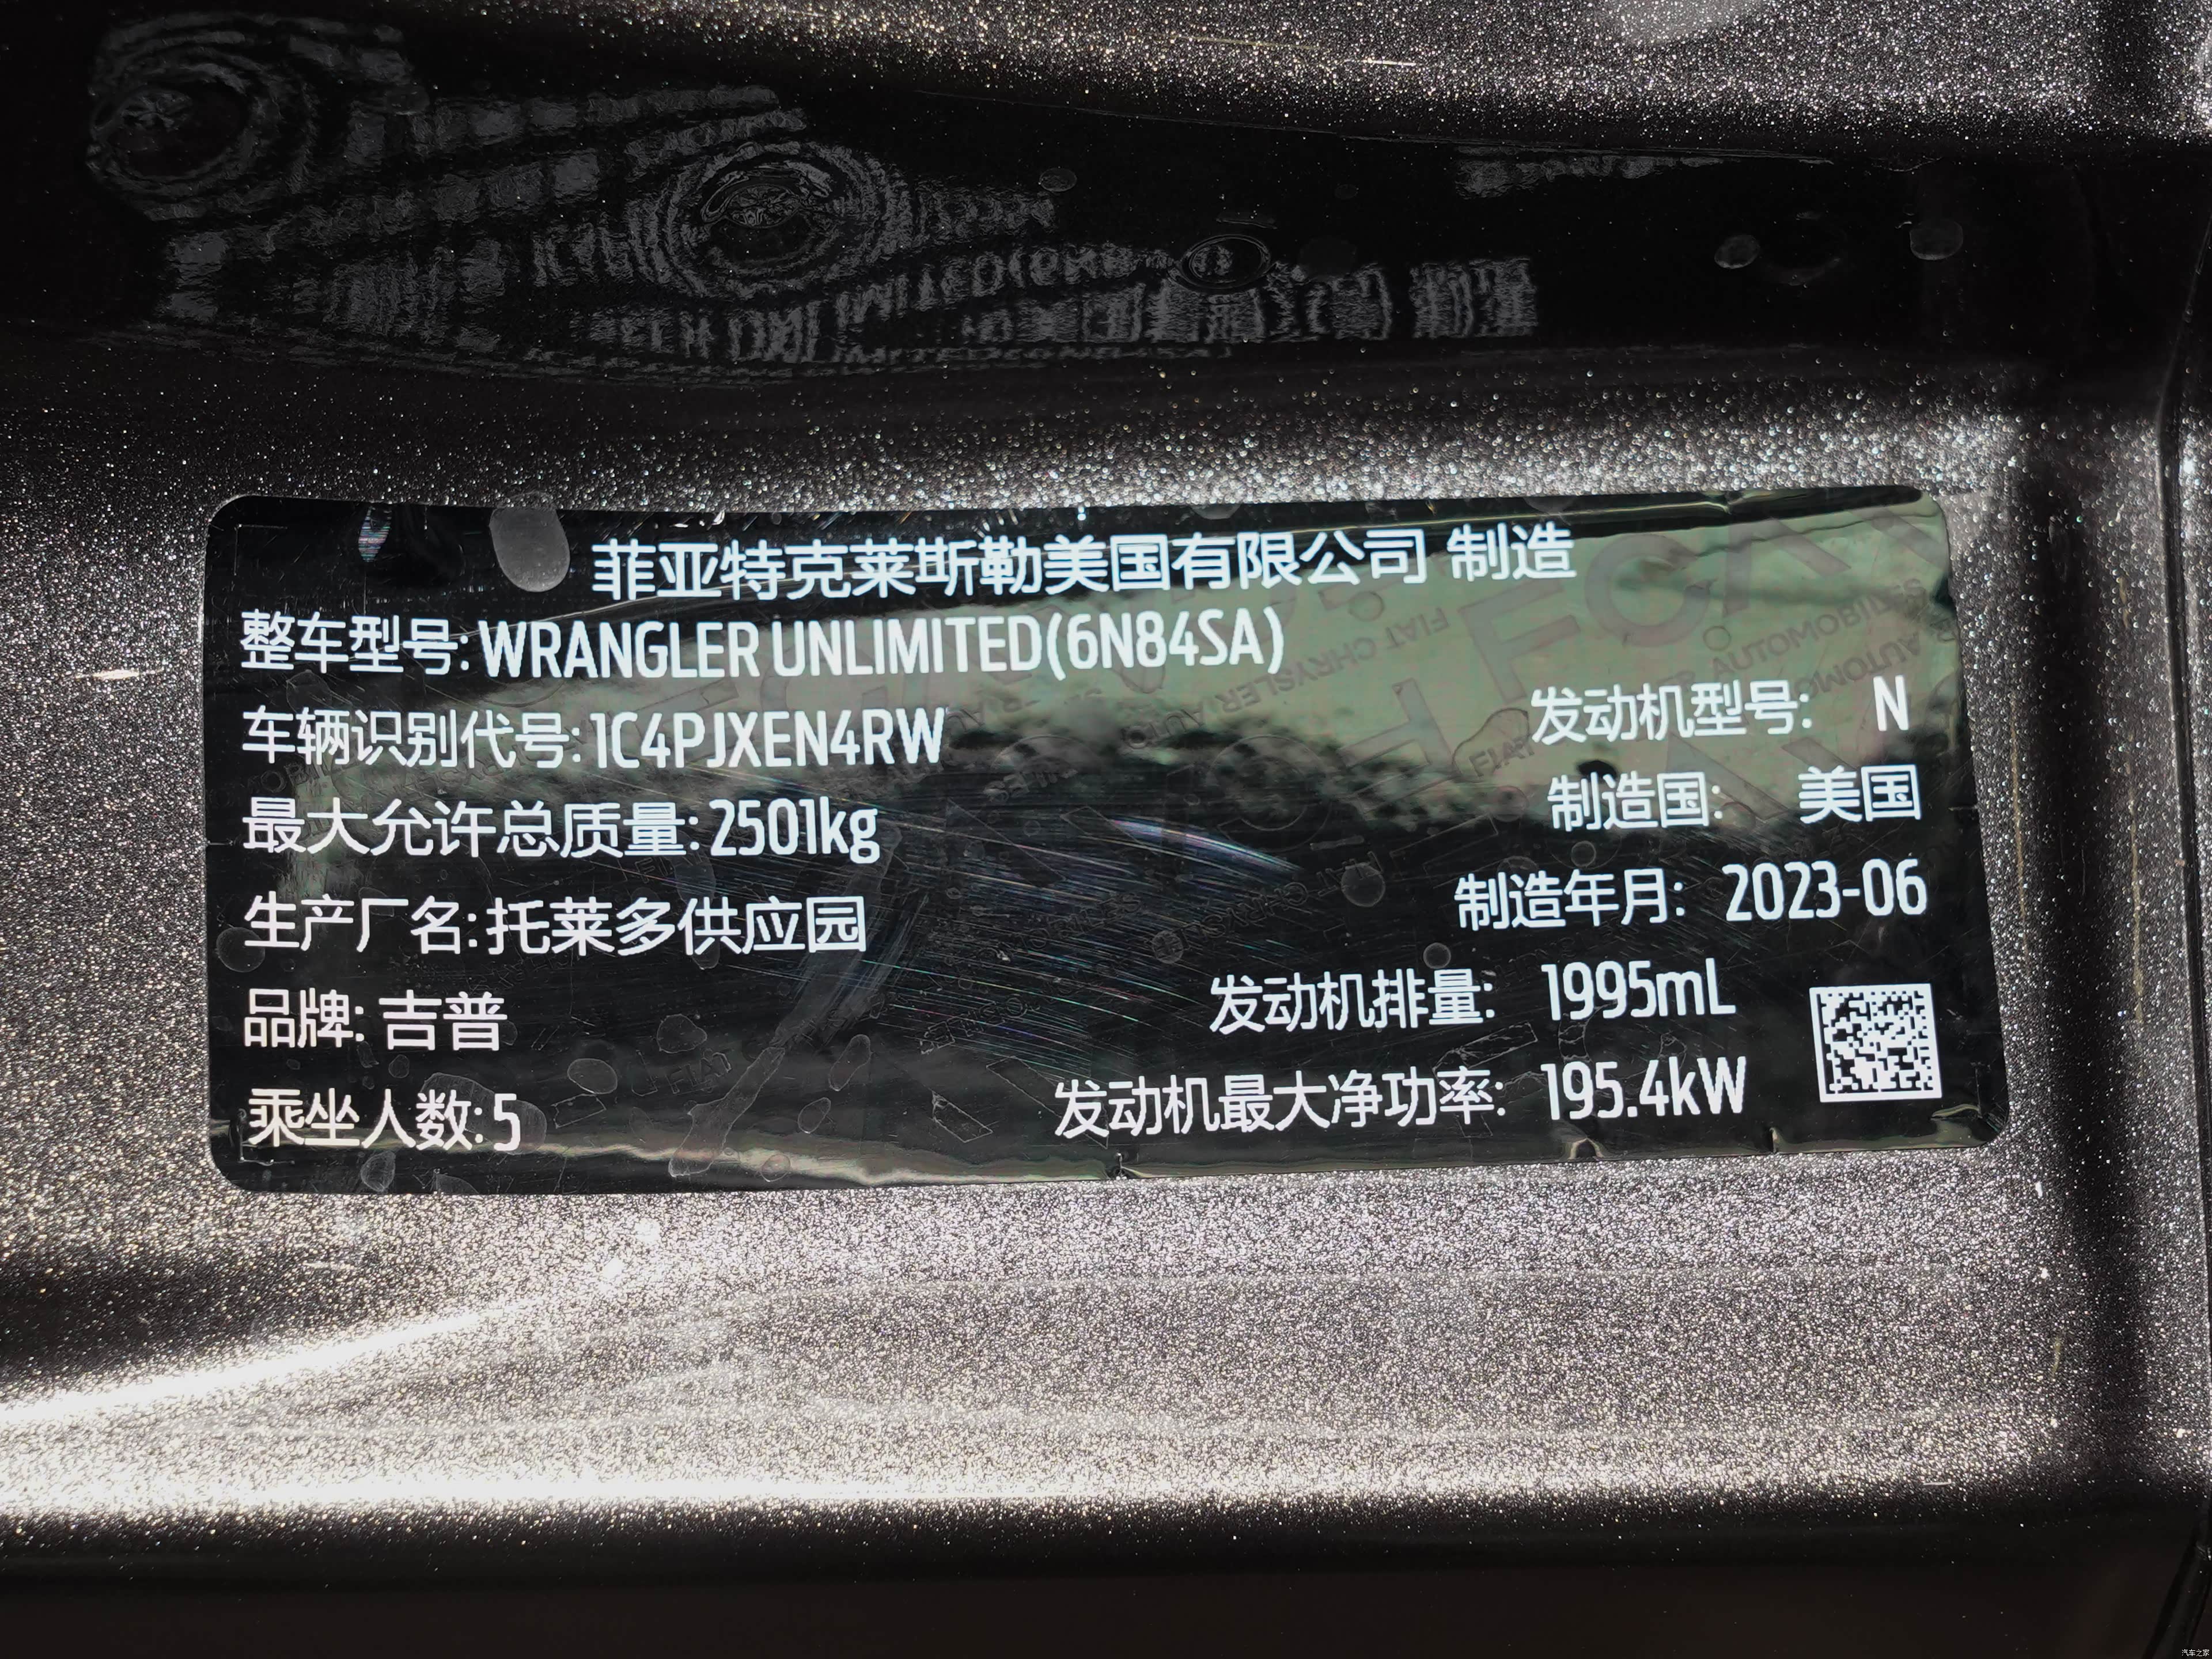 菲亚特克莱斯勒美国有限公司 制造
整车型号: WRANGLER UNLIMITED(6N84SA)
车辆识别代号: 1C4PJXEN4RW
发动机型号: N
最大允许总质量: 2501kg
制造国: 美国
生产厂名: 托莱多供应园
制造年月: 2023-06
品牌: 吉普
发动机排量: 1995mL
乘坐人数: 5
发动机最大净功率: 195.4kW
汽车之家